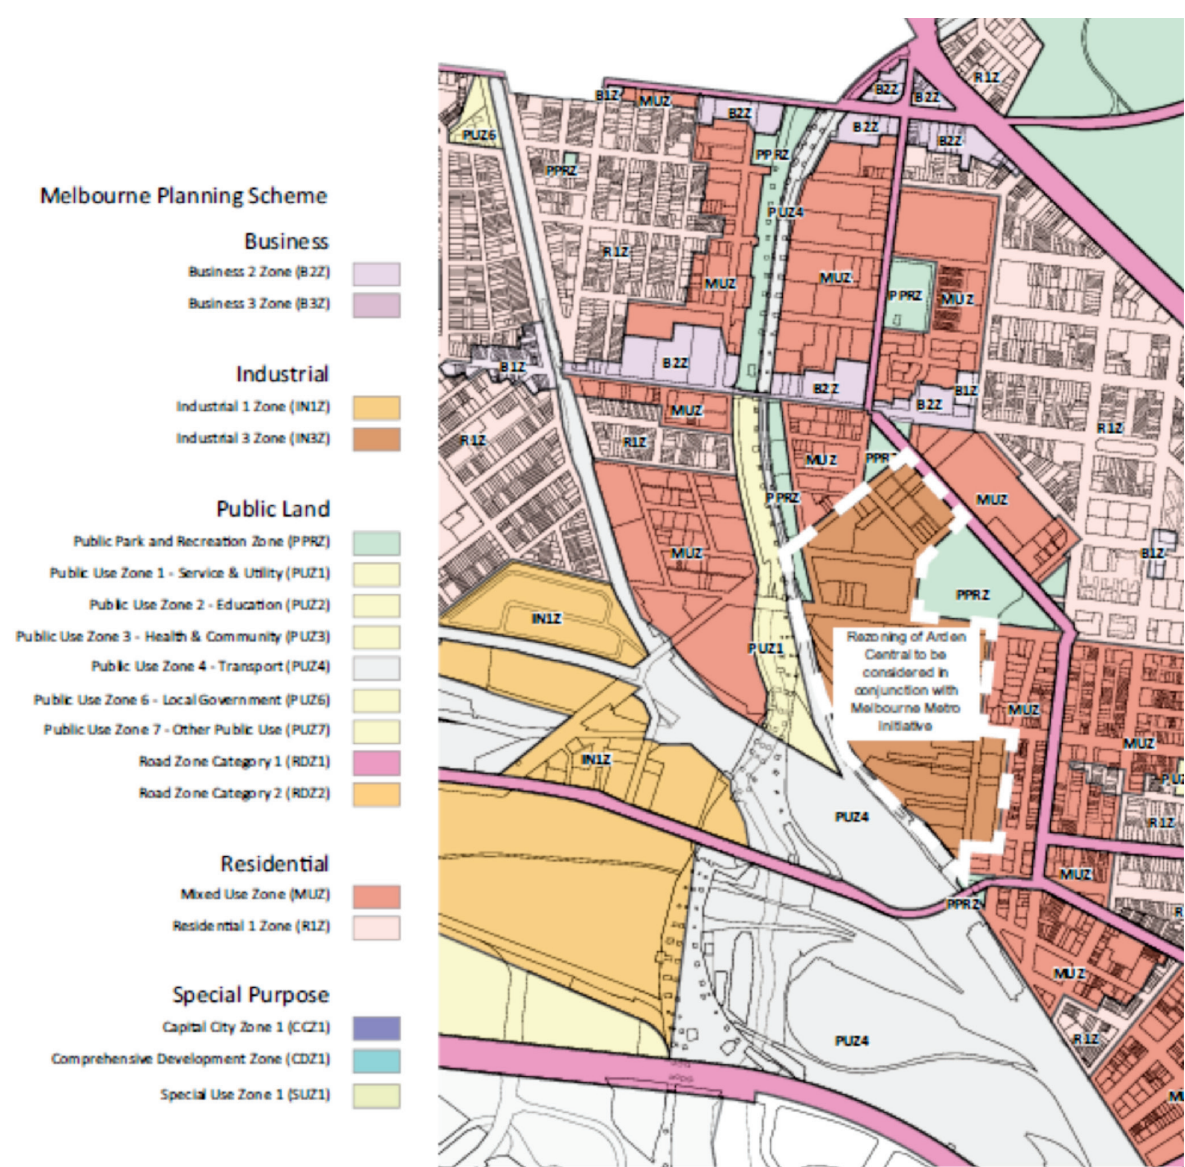 Melbourne Planning Scheme
Business
Business 2 Zone (B2Z)
Business 3 Zone (B3Z)
Industrial
Industrial 1 Zone (IN1Z)
Industrial 3 Zone (IN3Z)
Public Land
Public Park and Recreation Zone (PPRZ)
Public Use Zone 1 - Service & Utility (PUZ1)
Public Use Zone 2 - Education (PUZ2)
Public Use Zone 3 - Health & Community (PUZ3)
Public Use Zone 4 - Transport (PUZ4)
Public Use Zone 6 - Local Government (PUZ6)
Public Use Zone 7 - Other Public Use (PUZ7)
Road Zone Category 1 (RDZ1)
Road Zone Category 2 (RDZ2)
Residential
Mixed Use Zone (MUZ)
Residential 1 Zone (R1Z)
Special Purpose
Capital City Zone 1 (CCZ1)
Comprehensive Development Zone (CDZ1)
Special Use Zone 1 (SUZ1)
R1Z
B2Z
B2Z
B1Z
MUZ
B2Z
B2Z
B2Z
PUZ6
PPRZ
PPRZ
PUZ4
R1Z
MUZ
MUZ
PPRZ
MUZ
B1Z
B2Z
B2Z
B1Z
B2Z
MUZ
R1Z
R1Z
R1Z
MUZ
PPRZ
PPRZ
MUZ
MUZ
B1Z
PPRZ
IN1Z
PUZ1
Rezoning of Arden
Central to be
considered in
conjunction with
Melbourne Metro
Initiative
MUZ
MUZ
IN1Z
PUZ4
R1Z
MUZ
PPRZ
MUZ
PUZ4
R1Z